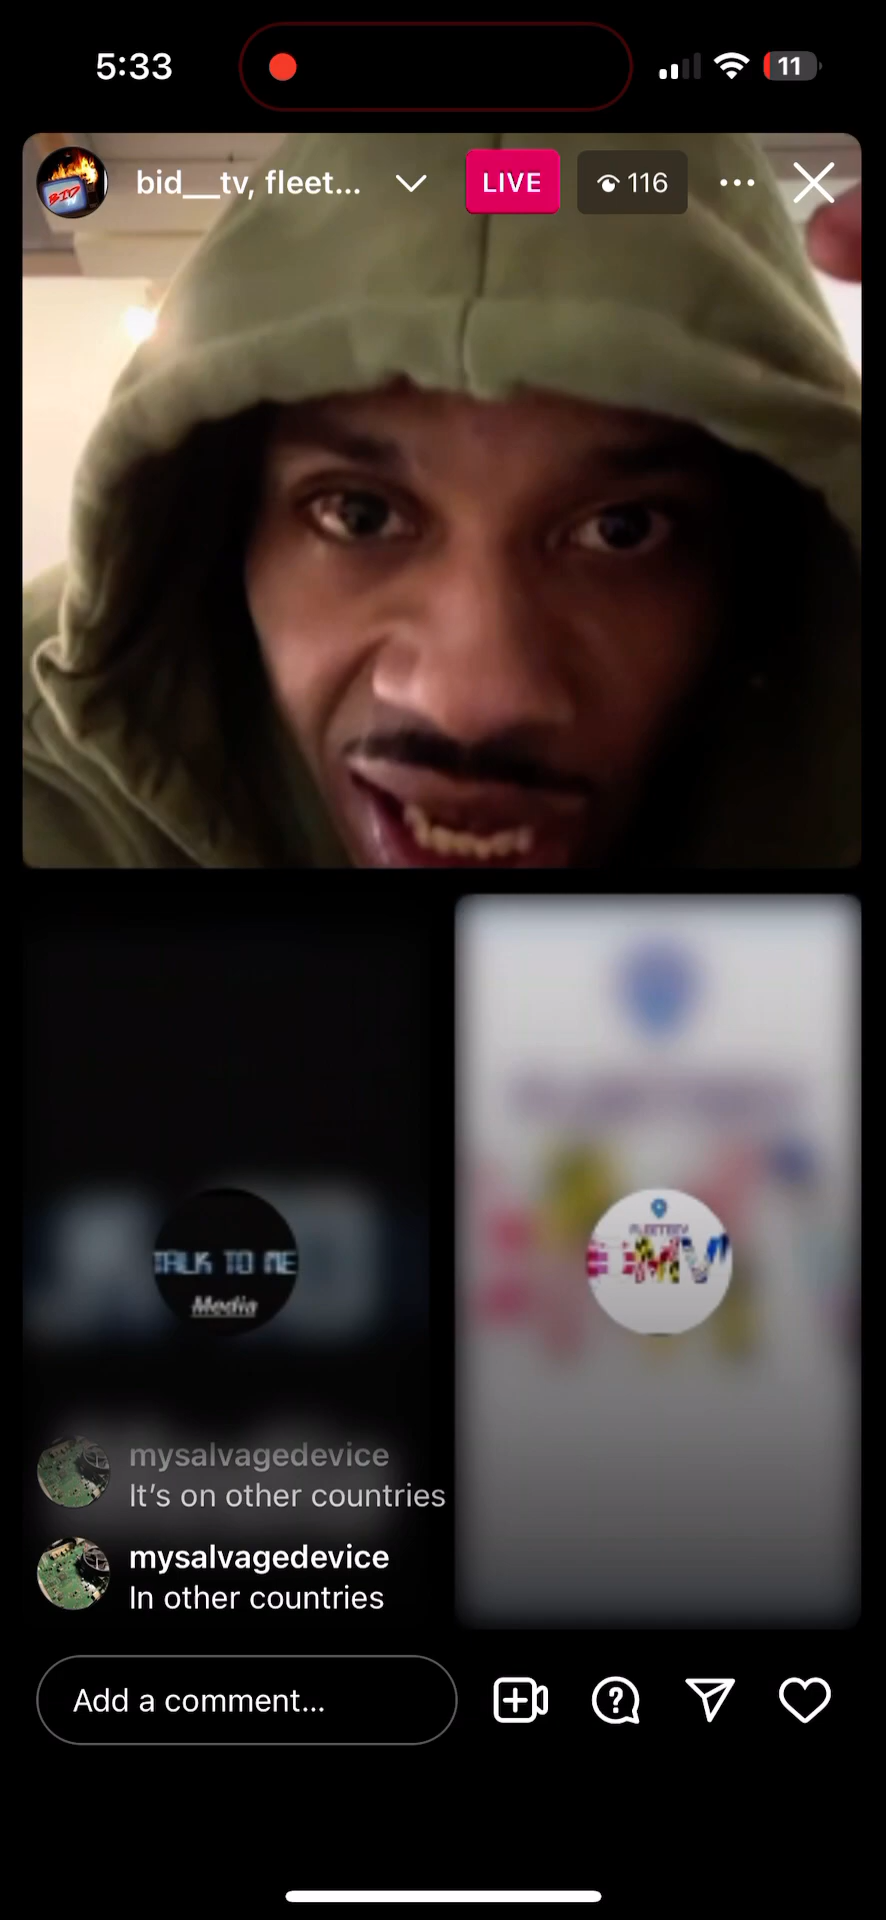 5:33
11
BID
bid__tv, fleet...
LIVE
116
TALK TO ME
Media
mysalvagedevice
It's on other countries
mysalvagedevice
In other countries
Add a comment...